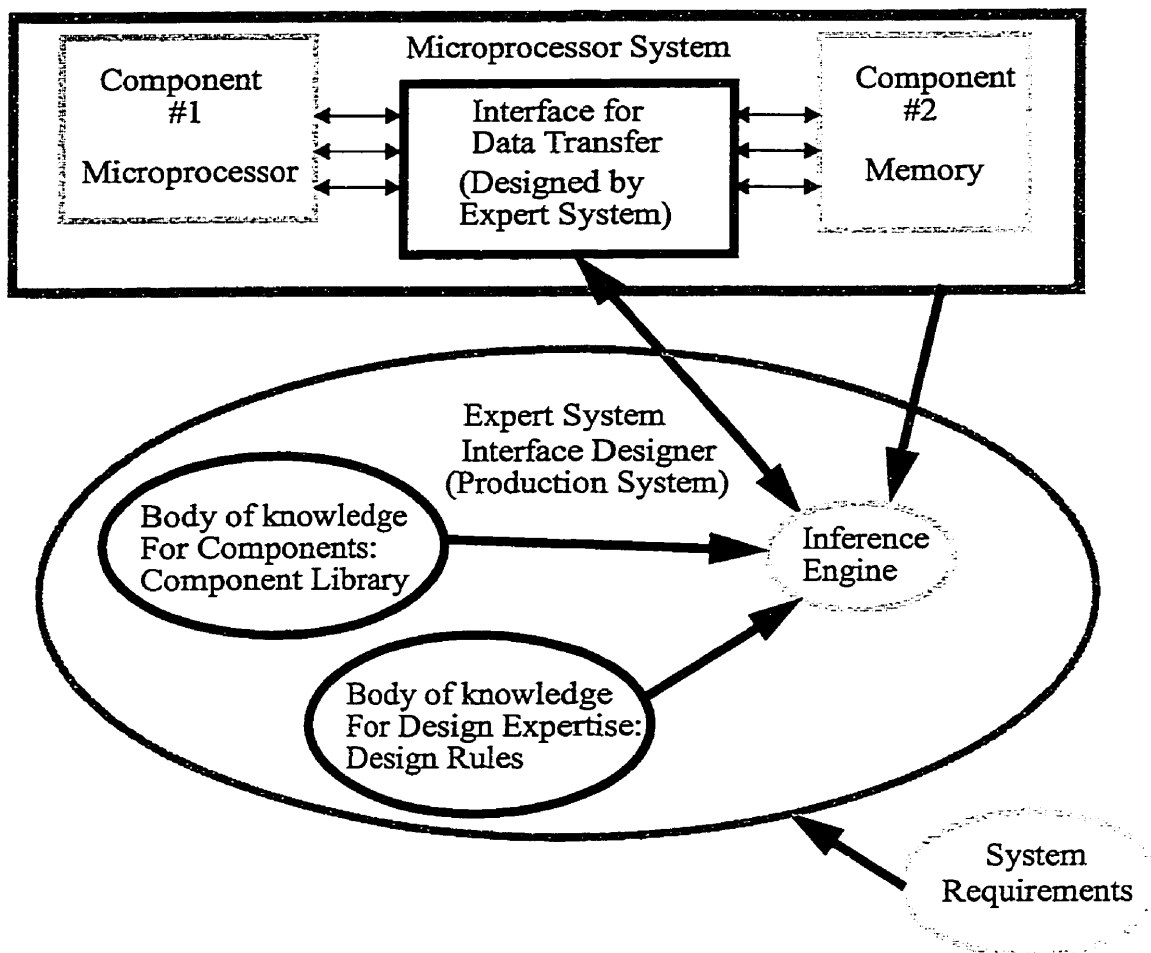 Microprocessor System
Component
#1
Microprocessor
Interface for
Data Transfer
(Designed by
Expert System)
Component
#2
Memory
Expert System
Interface Designer
(Production System)
Body of knowledge
For Components:
Component Library
Inference
Engine
Body of knowledge
For Design Expertise:
Design Rules
System
Requirements